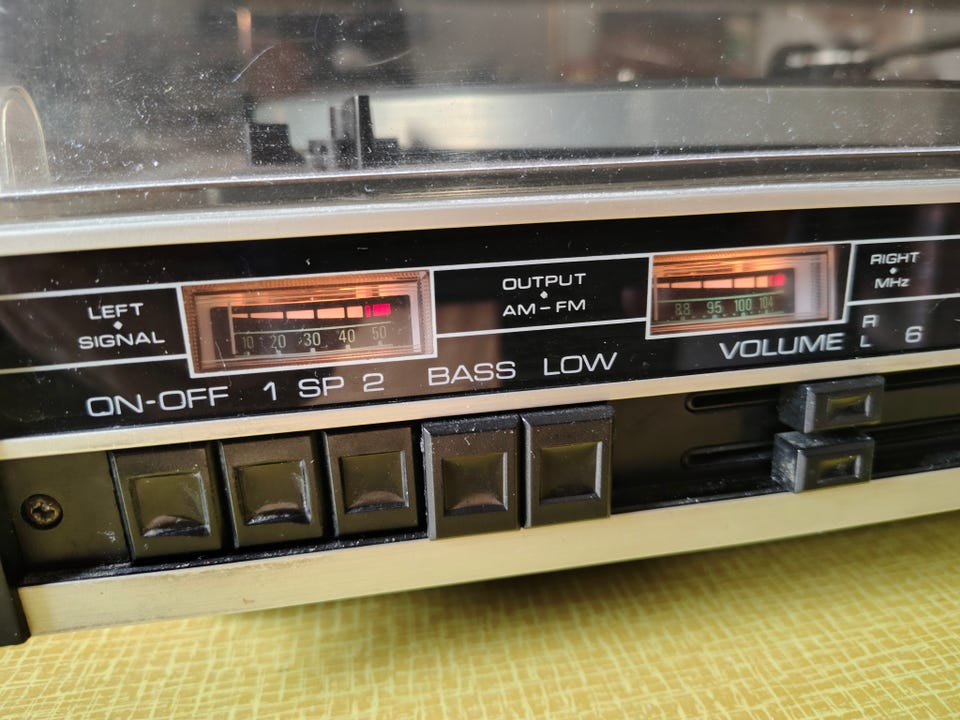 LEFT
SIGNAL
10 20 30 40 50
OUTPUT
AM-FM
88 95 100 104
RIGHT
MHz
ON-OFF 1 SP 2 BASS LOW
VOLUME R
L 6